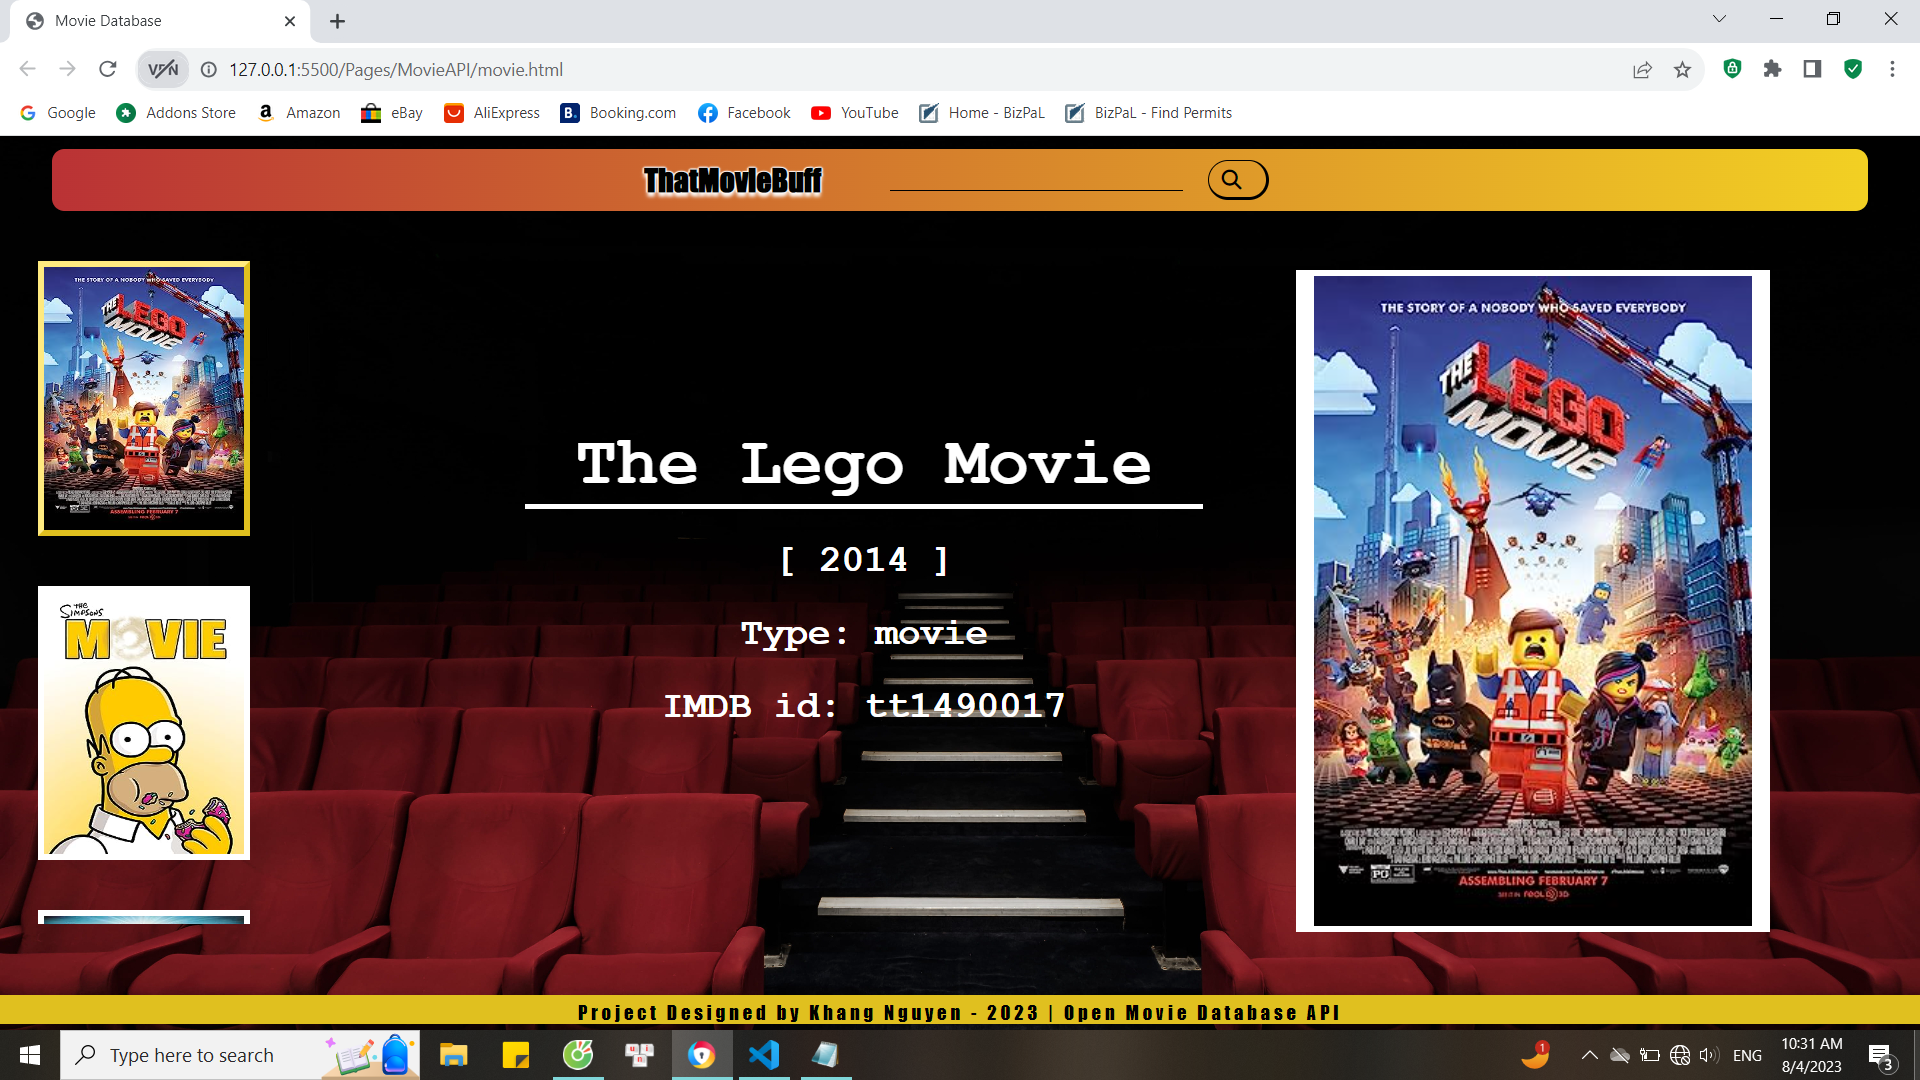 Movie Database
VPN
127.0.0.1:5500/Pages/MovieAPI/movie.html
Google
Addons Store
Amazon
eBay
AliExpress
Booking.com
Facebook
YouTube
Home - BizPaL
BizPaL - Find Permits
ThatMovieBuff
THE STORY OF A NOBODY WHO SAVED EVERYBODY
THE LEGO MOVIE
ASSEMBLING FEBRUARY 7
THE SIMPSONS
MOVIE
The Lego Movie
[ 2014 ]
Type: movie
IMDB id: tt1490017
THE STORY OF A NOBODY WHO SAVED EVERYBODY
THE LEGO MOVIE
PG
ASSEMBLING FEBRUARY 7
Project Designed by Khang Nguyen - 2023 | Open Movie Database API
Type here to search
1
ENG
10:31 AM
8/4/2023
3